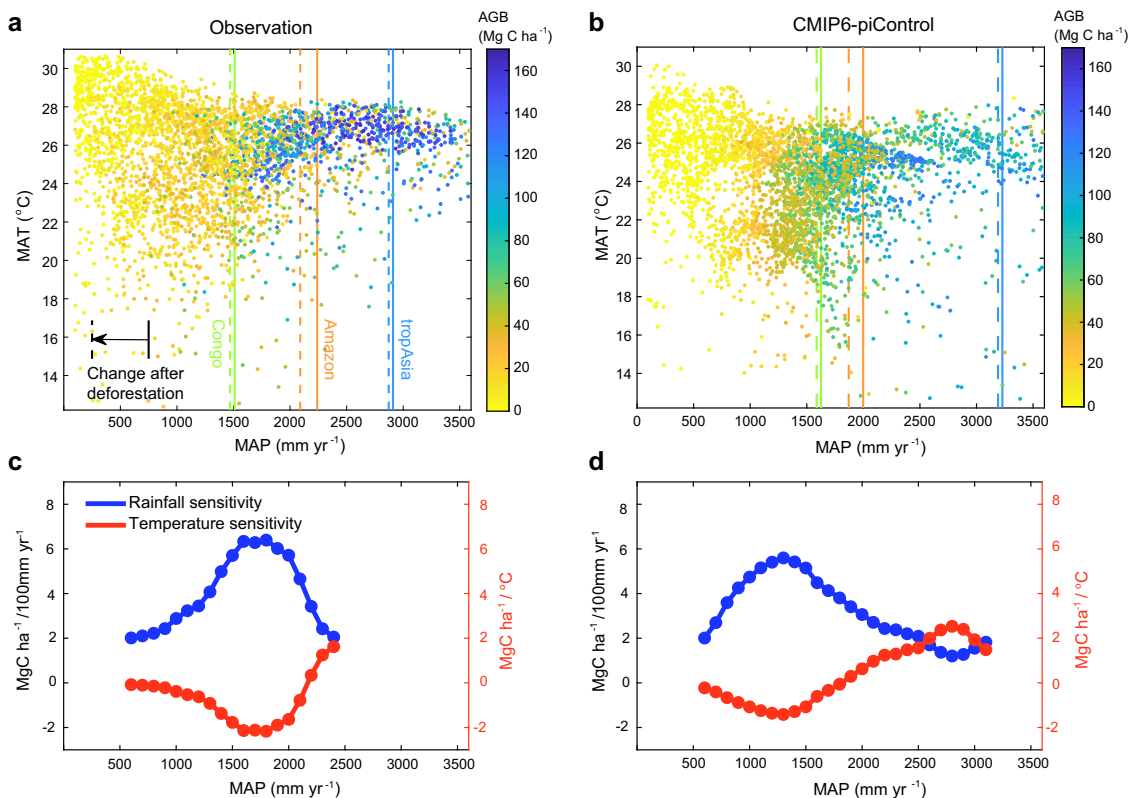 a
Observation
AGB
(Mg C ha⁻¹)
30
28
26
24
22
20
18
16
14
MAT (°C)
160
140
120
100
80
60
40
20
0
Congo
Amazon
tropAsia
Change after
deforestation
500 1000 1500 2000 2500 3000 3500
MAP (mm yr⁻¹)
b
CMIP6-piControl
AGB
(Mg C ha⁻¹)
30
28
26
24
22
20
18
16
14
MAT (°C)
160
140
120
100
80
60
40
20
0
0 500 1000 1500 2000 2500 3000 3500
MAP (mm yr⁻¹)
c
Rainfall sensitivity
Temperature sensitivity
8
6
4
2
0
-2
MgC ha⁻¹/100mm yr⁻¹
8
6
4
2
0
-2
MgC ha⁻¹/ °C
500 1000 1500 2000 2500 3000 3500
MAP (mm yr⁻¹)
d
8
6
4
2
0
-2
MgC ha⁻¹/100mm yr⁻¹
8
6
4
2
0
-2
MgC ha⁻¹/ °C
500 1000 1500 2000 2500 3000 3500
MAP (mm yr⁻¹)